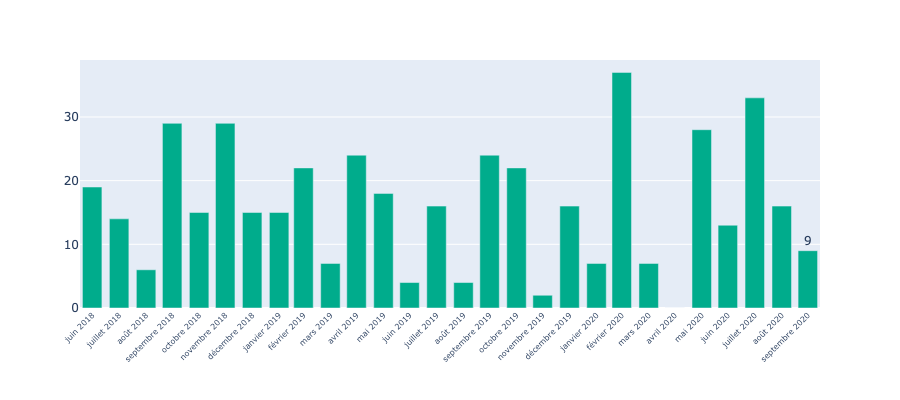 30
20
10
0
9
juin 2018
juillet 2018
août 2018
septembre 2018
octobre 2018
novembre 2018
décembre 2018
janvier 2019
février 2019
mars 2019
avril 2019
mai 2019
juin 2019
juillet 2019
août 2019
septembre 2019
octobre 2019
novembre 2019
décembre 2019
janvier 2020
février 2020
mars 2020
avril 2020
mai 2020
juin 2020
juillet 2020
août 2020
septembre 2020